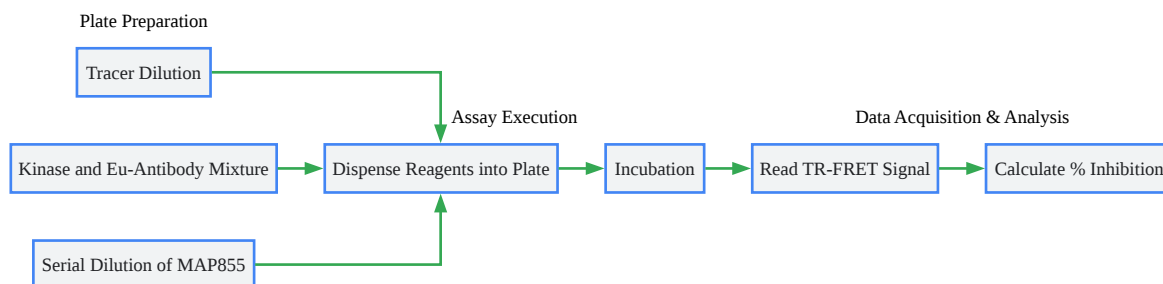 Plate Preparation
Tracer Dilution
Assay Execution
Data Acquisition & Analysis
Kinase and Eu-Antibody Mixture
Dispense Reagents into Plate
Incubation
Read TR-FRET Signal
Calculate % Inhibition
Serial Dilution of MAP855